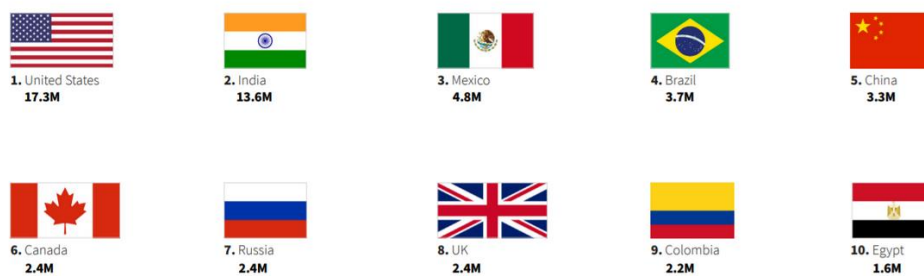 1. United States
17.3M
2. India
13.6M
3. Mexico
4.8M
4. Brazil
3.7M
5. China
3.3M
6. Canada
2.4M
7. Russia
2.4M
8. UK
2.4M
9. Colombia
2.2M
10. Egypt
1.6M